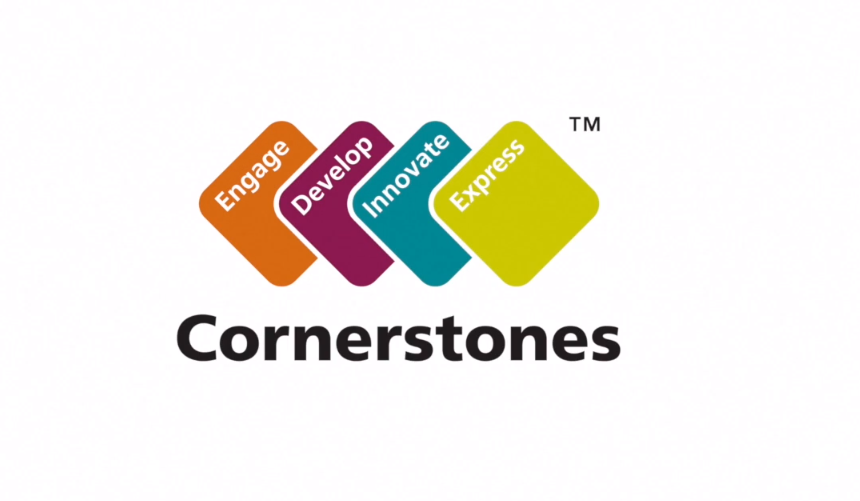 TM
Engage
Develop
Innovate
Express
Cornerstones